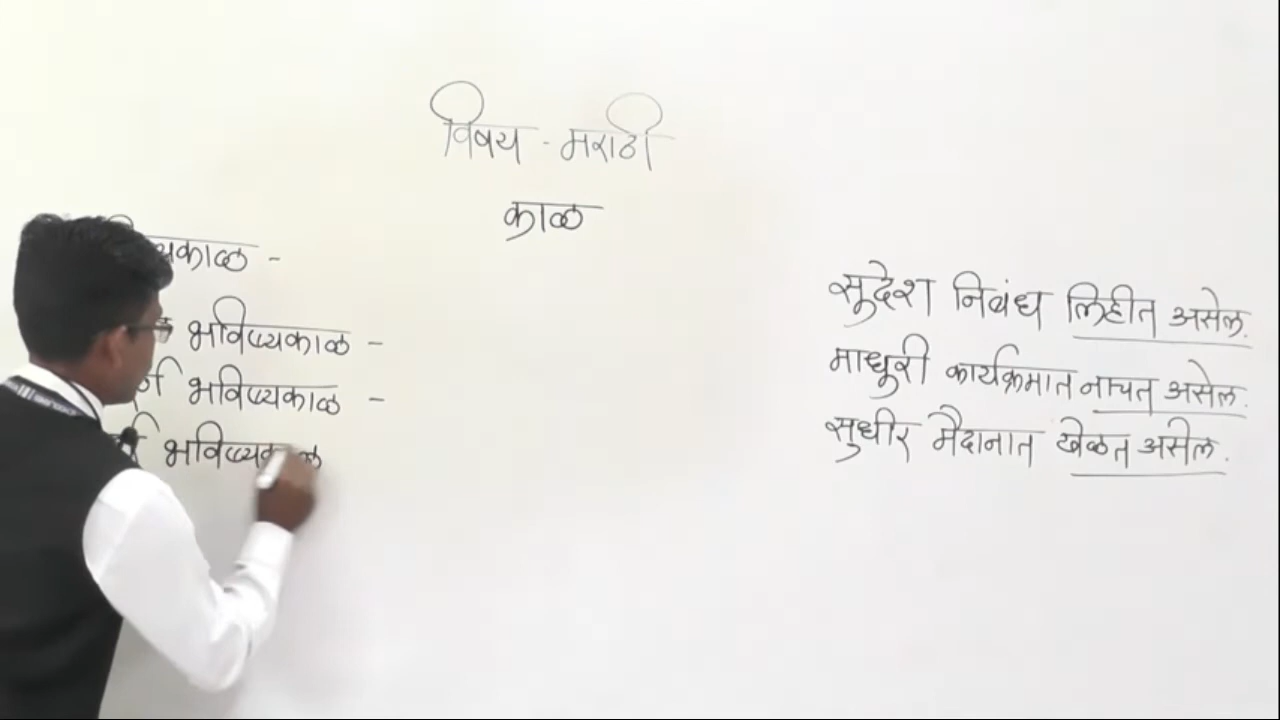 विषय - मराठी
काळ
भविष्यकाळ -
भविष्यकाळ -
भविष्यकाळ
सुदेश निबंध लिहीत असेल.
माधुरी कार्यक्रमात नाचत असेल.
सुधीर मैदानात खेळत असेल.